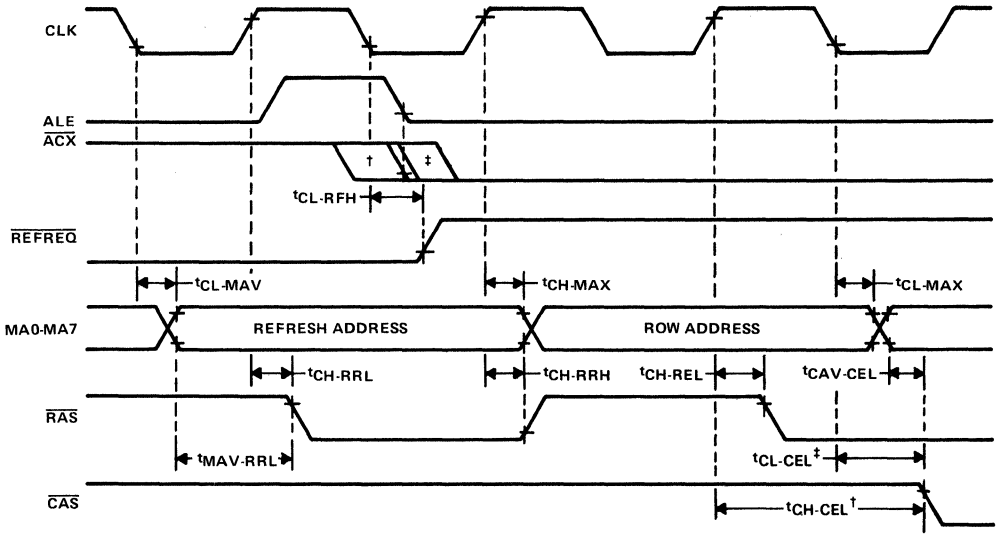 CLK
ALE
ACX
† ‡
tCL-RFH
REFREQ
tCL-MAV tCH-MAX tCL-MAX
MA0-MA7 REFRESH ADDRESS ROW ADDRESS
tCH-RRL tCH-RRH tCH-REL tCAV-CEL
RAS
tMAV-RRL tCL-CEL‡
CAS
tCH-CEL†